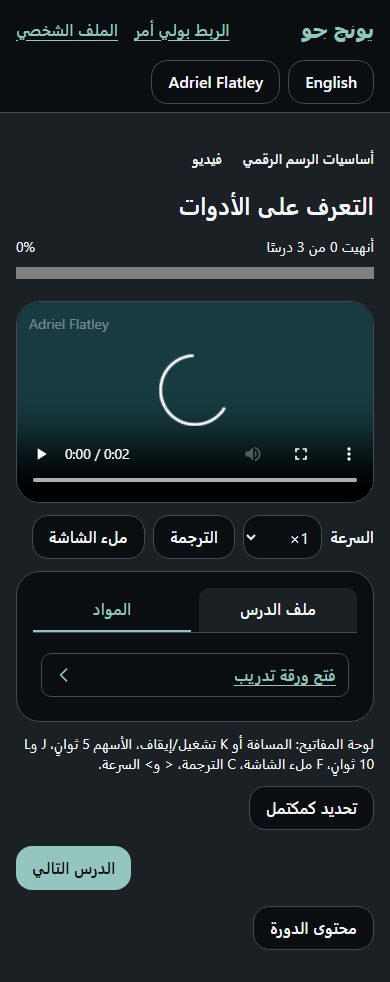 يونج جو
الربط بولي أمر
الملف الشخصي
English
Adriel Flatley
أساسيات الرسم الرقمي
فيديو
التعرف على الأدوات
أنهيت 0 من 3 درسًا
0%
Adriel Flatley
0:00 / 0:02
السرعة
1×
الترجمة
ملء الشاشة
ملف الدرس
المواد
فتح ورقة تدريب
لوحة المفاتيح: المسافة أو K تشغيل/إيقاف، الأسهم 5 ثوانٍ، J وL
10 ثوانٍ، F ملء الشاشة، C الترجمة، < و> السرعة.
تحديد كمكتمل
الدرس التالي
محتوى الدورة